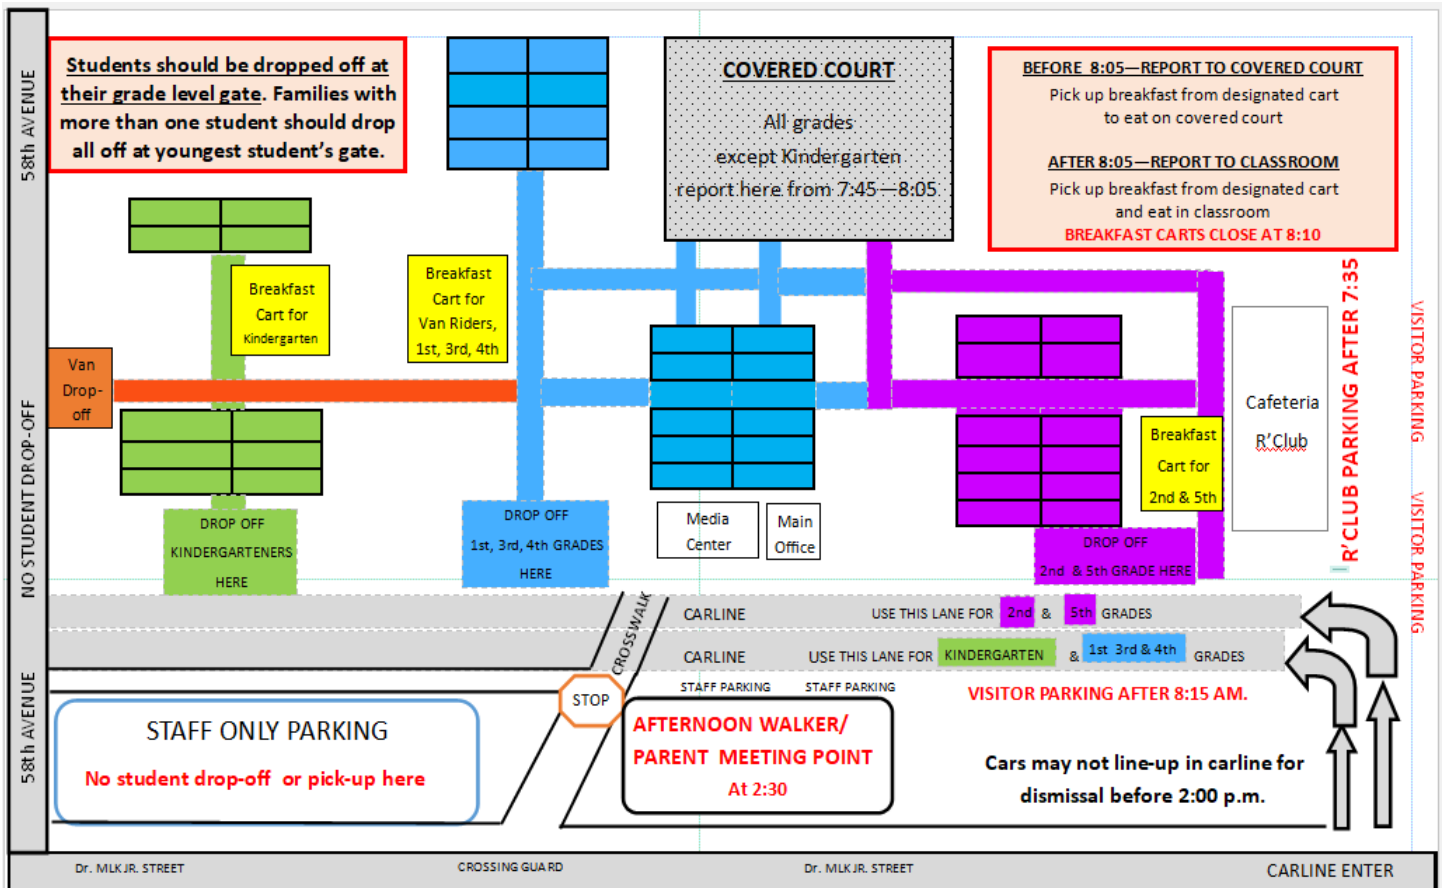 58th AVENUE
Students should be dropped off at
their grade level gate. Families with
more than one student should drop
all off at youngest student's gate.
COVERED COURT
All grades
except Kindergarten
report here from 7:45—8:05
BEFORE 8:05—REPORT TO COVERED COURT
Pick up breakfast from designated cart
to eat on covered court
AFTER 8:05—REPORT TO CLASSROOM
Pick up breakfast from designated cart
and eat in classroom
BREAKFAST CARTS CLOSE AT 8:10
Breakfast
Cart for
Kindergarten
Breakfast
Cart for
Van Riders,
1st, 3rd, 4th
Van
Drop-
off
NO STUDENT DROP-OFF
Cafeteria
R'Club
R'CLUB PARKING AFTER 7:35
VISITOR PARKING
VISITOR PARKING
Breakfast
Cart for
2nd & 5th
DROP OFF
KINDERGARTENERS
HERE
DROP OFF
1st, 3rd, 4th GRADES
HERE
Media
Center
Main
Office
DROP OFF
2nd & 5th GRADE HERE
CROSSWALK
CARLINE USE THIS LANE FOR 2nd & 5th GRADES
CARLINE USE THIS LANE FOR KINDERGARTEN & 1st 3rd & 4th GRADES
STAFF PARKING STAFF PARKING
VISITOR PARKING AFTER 8:15 AM.
58th AVENUE
STOP
STAFF ONLY PARKING
No student drop-off or pick-up here
AFTERNOON WALKER/
PARENT MEETING POINT
At 2:30
Cars may not line-up in carline for
dismissal before 2:00 p.m.
Dr. MLK JR. STREET CROSSING GUARD Dr. MLK JR. STREET CARLINE ENTER